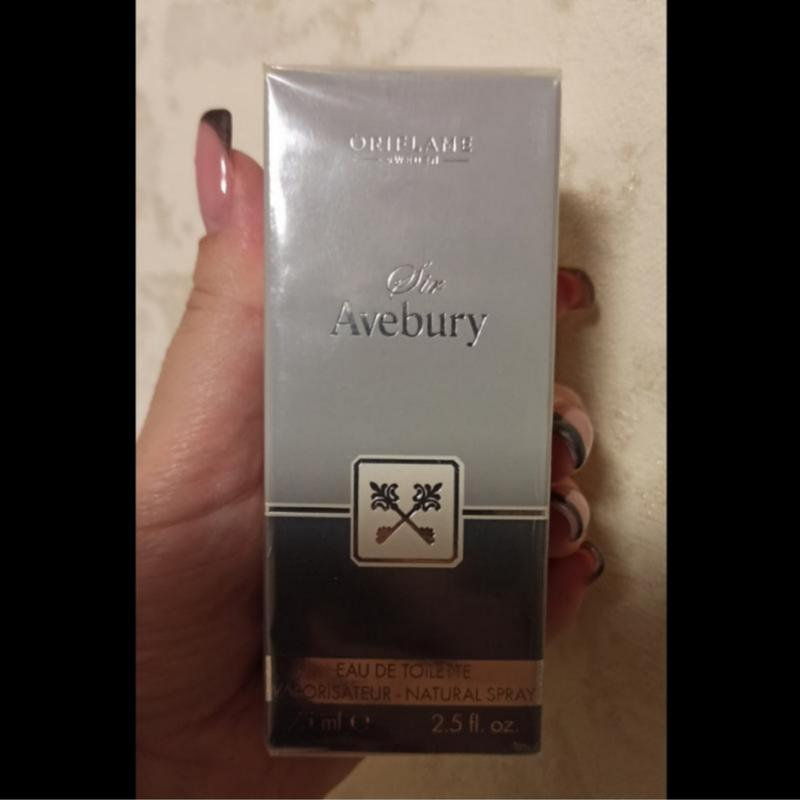 ORIFLAME
SWEDEN
Sir
Avebury
EAU DE TOILETTE
VAPORISATEUR - NATURAL SPRAY
75 ml ℮
2.5 fl. oz.